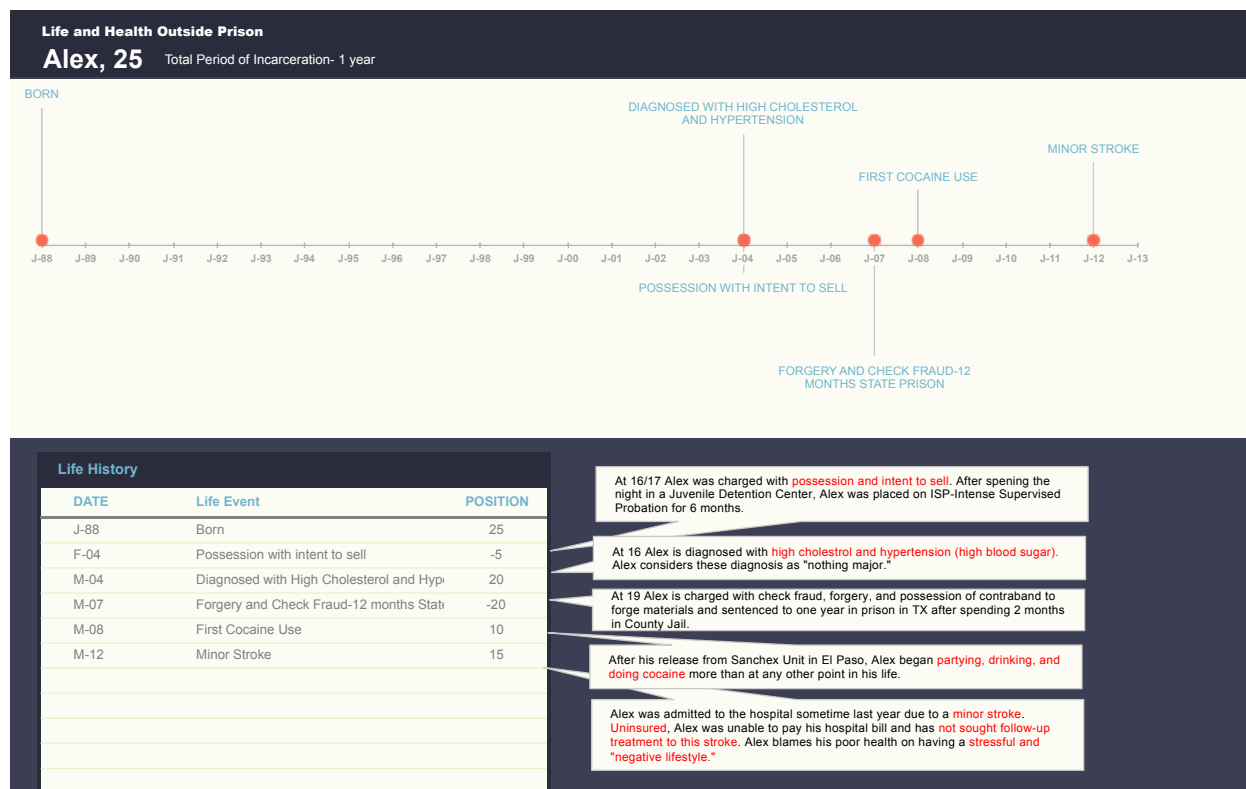 Life and Health Outside Prison
Alex, 25 Total Period of Incarceration- 1 year
BORN
DIAGNOSED WITH HIGH CHOLESTEROL
AND HYPERTENSION
MINOR STROKE
FIRST COCAINE USE
J-88 J-89 J-90 J-91 J-92 J-93 J-94 J-95 J-96 J-97 J-98 J-99 J-00 J-01 J-02 J-03 J-04 J-05 J-06 J-07 J-08 J-09 J-10 J-11 J-12 J-13
POSSESSION WITH INTENT TO SELL
FORGERY AND CHECK FRAUD-12
MONTHS STATE PRISON
Life History
DATE Life Event POSITION
J-88 Born 25
F-04 Possession with intent to sell -5
M-04 Diagnosed with High Cholesterol and Hype 20
M-07 Forgery and Check Fraud-12 months State -20
M-08 First Cocaine Use 10
M-12 Minor Stroke 15
At 16/17 Alex was charged with possession and intent to sell. After spening the
night in a Juvenile Detention Center, Alex was placed on ISP-Intense Supervised
Probation for 6 months.
At 16 Alex is diagnosed with high cholestrol and hypertension (high blood sugar).
Alex considers these diagnosis as "nothing major."
At 19 Alex is charged with check fraud, forgery, and possession of contraband to
forge materials and sentenced to one year in prison in TX after spending 2 months
in County Jail.
After his release from Sanchex Unit in El Paso, Alex began partying, drinking, and
doing cocaine more than at any other point in his life.
Alex was admitted to the hospital sometime last year due to a minor stroke.
Uninsured, Alex was unable to pay his hospital bill and has not sought follow-up
treatment to this stroke. Alex blames his poor health on having a stressful and
"negative lifestyle."